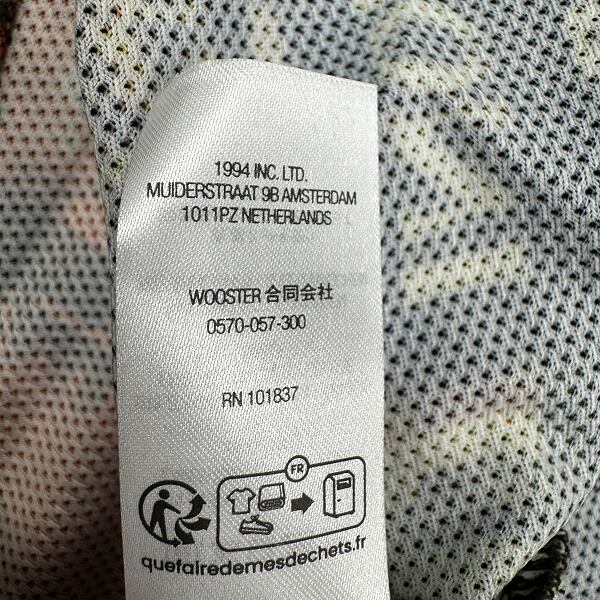 1994 INC. LTD.
MUIDERSTRAAT 9B AMSTERDAM
1011PZ NETHERLANDS
WOOSTER 合同会社
0570-057-300
RN 101837
FR
quefairedemesdechets.fr